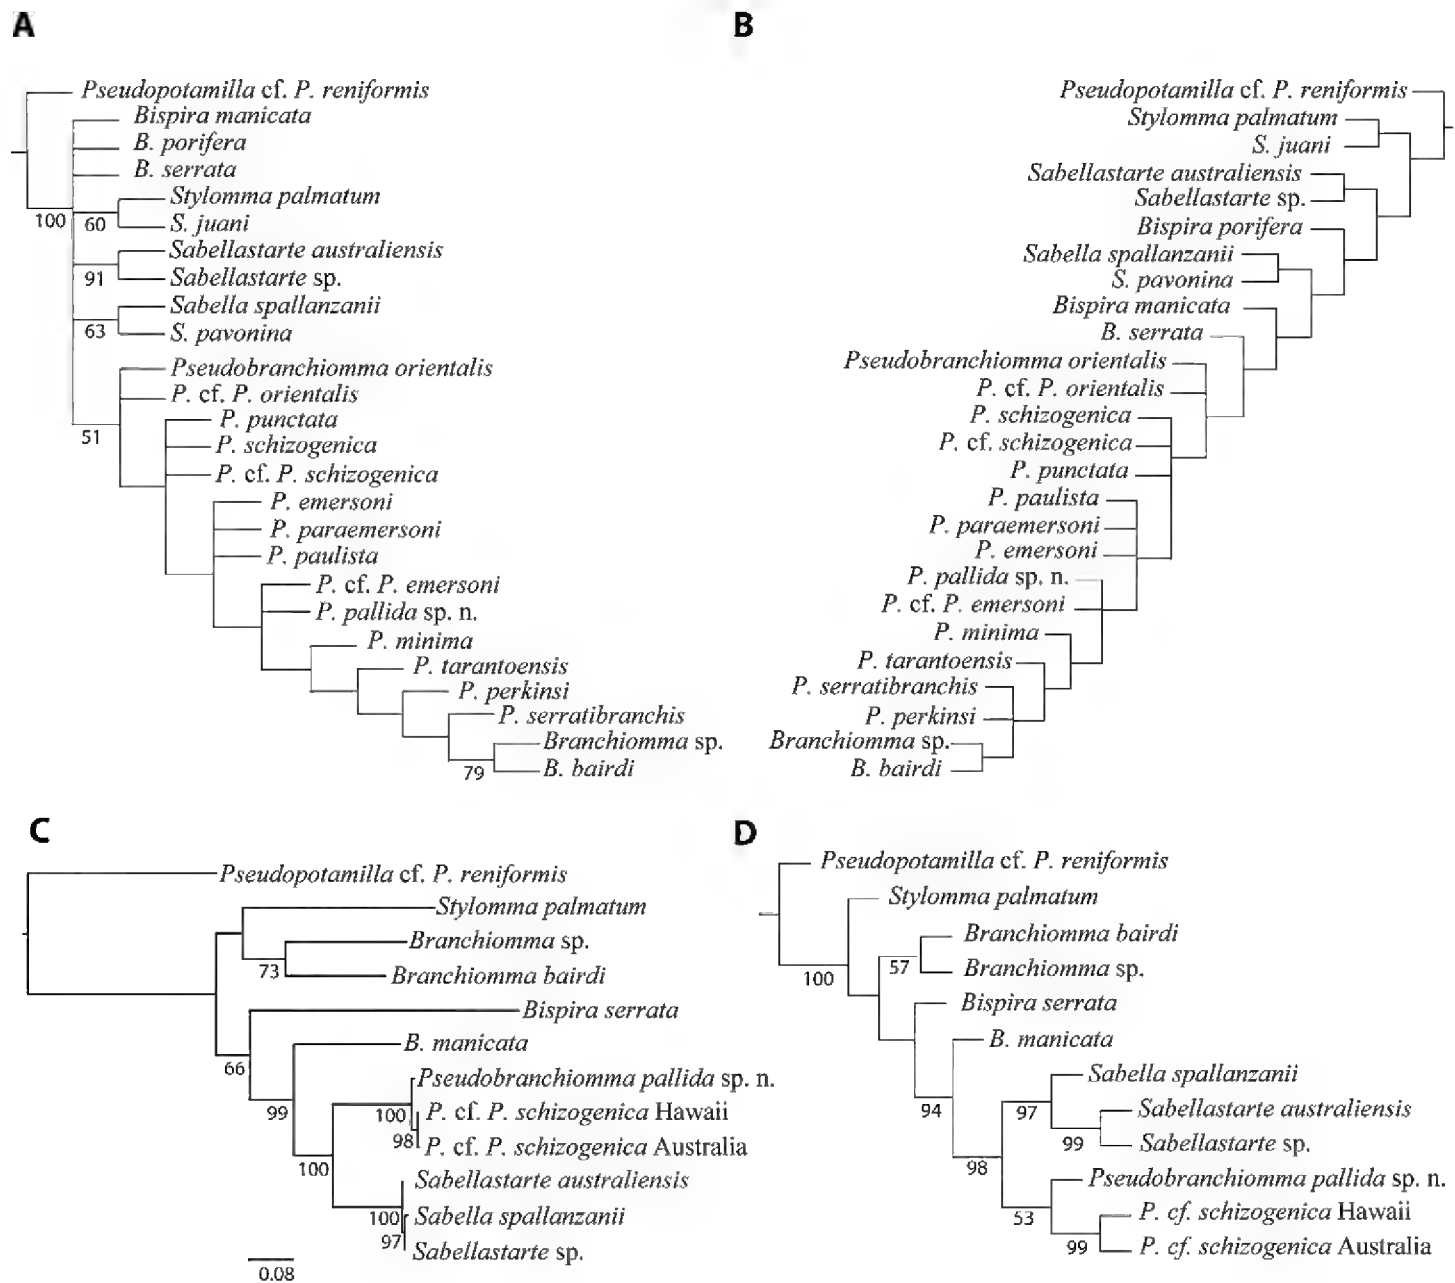 A
Pseudopotamilla cf. P. reniformis
Bispira manicata
B. porifera
B. serrata
Stylomma palmatum
100
60
S. juani
Sabellastarte australiensis
91
Sabellastarte sp.
Sabella spallanzanii
63
S. pavonina
Pseudobranchiomma orientalis
P. cf. P. orientalis
P. punctata
51
P. schizogenica
P. cf. P. schizogenica
P. emersoni
P. paraemersoni
P. paulista
P. cf. P. emersoni
P. pallida sp. n.
P. minima
P. tarantoensis
P. perkinsi
P. serratibranchis
Branchiomma sp.
79
B. bairdi
B
Pseudopotamilla cf. P. reniformis
Stylomma palmatum
S. juani
Sabellastarte australiensis
Sabellastarte sp.
Bispira porifera
Sabella spallanzanii
S. pavonina
Bispira manicata
B. serrata
Pseudobranchiomma orientalis
P. cf. P. orientalis
P. schizogenica
P. cf. schizogenica
P. punctata
P. paulista
P. paraemersoni
P. emersoni
P. pallida sp. n.
P. cf. P. emersoni
P. minima
P. tarantoensis
P. serratibranchis
P. perkinsi
Branchiomma sp.
B. bairdi
C
Pseudopotamilla cf. P. reniformis
Stylomma palmatum
Branchiomma sp.
73
Branchiomma bairdi
Bispira serrata
B. manicata
66
Pseudobranchiomma pallida sp. n.
99
100
P. cf. P. schizogenica Hawaii
98
P. cf. P. schizogenica Australia
100
Sabellastarte australiensis
100
Sabella spallanzanii
97
Sabellastarte sp.
0.08
D
Pseudopotamilla cf. P. reniformis
Stylomma palmatum
Branchiomma bairdi
100
57
Branchiomma sp.
Bispira serrata
B. manicata
Sabella spallanzanii
94
97
Sabellastarte australiensis
99
Sabellastarte sp.
98
Pseudobranchiomma pallida sp. n.
53
P. cf. schizogenica Hawaii
99
P. cf. schizogenica Australia